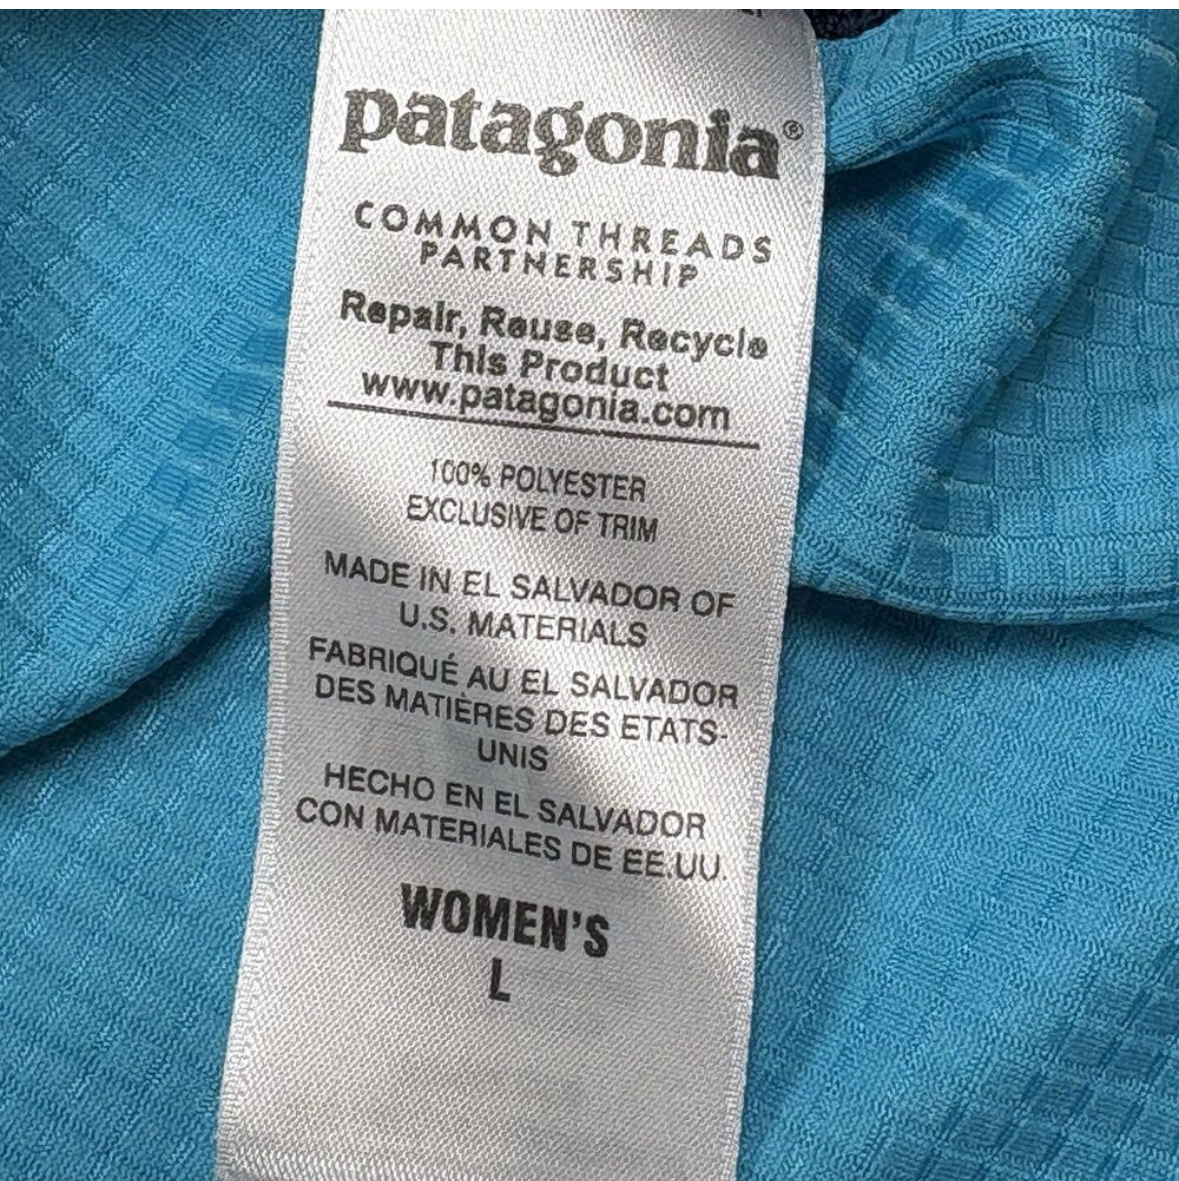 patagonia®
COMMON THREADS
PARTNERSHIP
Repair, Reuse, Recycle
This Product
www.patagonia.com
100% POLYESTER
EXCLUSIVE OF TRIM
MADE IN EL SALVADOR OF
U.S. MATERIALS
FABRIQUÉ AU EL SALVADOR
DES MATIÈRES DES ETATS-
UNIS
HECHO EN EL SALVADOR
CON MATERIALES DE EE.UU.
WOMEN'S
L